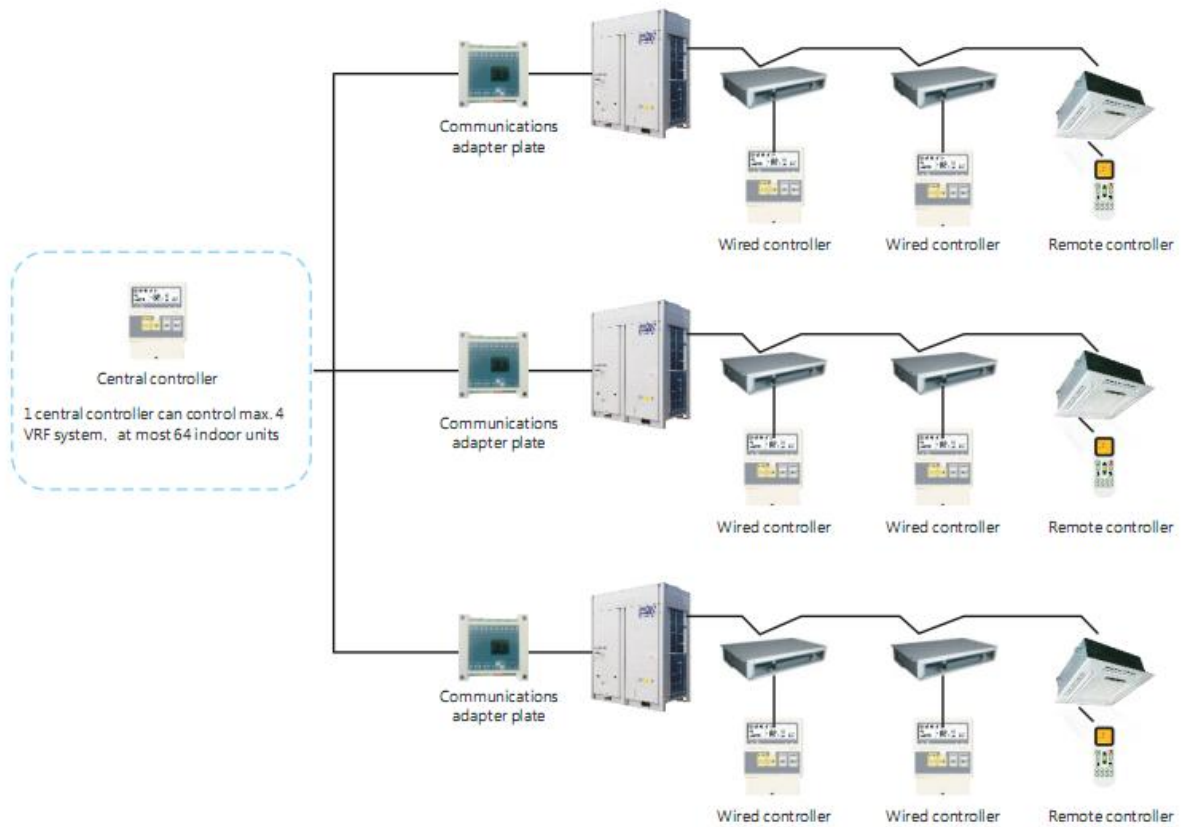 Communications
adapter plate
Wired controller
Wired controller
Remote controller
Central controller
1 central controller can control max. 4
VRF system, at most 64 indoor units
Communications
adapter plate
Wired controller
Wired controller
Remote controller
Communications
adapter plate
Wired controller
Wired controller
Remote controller